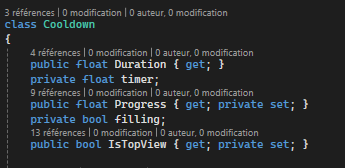 3 références | 0 modification | 0 auteur, 0 modification
class Cooldown
{
4 références | 0 modification | 0 auteur, 0 modification
public float Duration { get; }
private float timer;
9 références | 0 modification | 0 auteur, 0 modification
public float Progress { get; private set; }
private bool filling;
13 références | 0 modification | 0 auteur, 0 modification
public bool IsTopView { get; private set; }